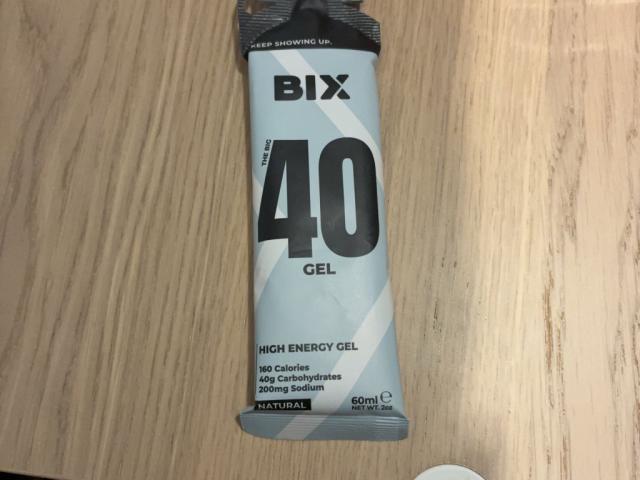 KEEP SHOWING UP.
BIX
THE BIG
40
GEL
HIGH ENERGY GEL
160 Calories
40g Carbohydrates
200mg Sodium
NATURAL
60ml ℮
NET WT. 2oz